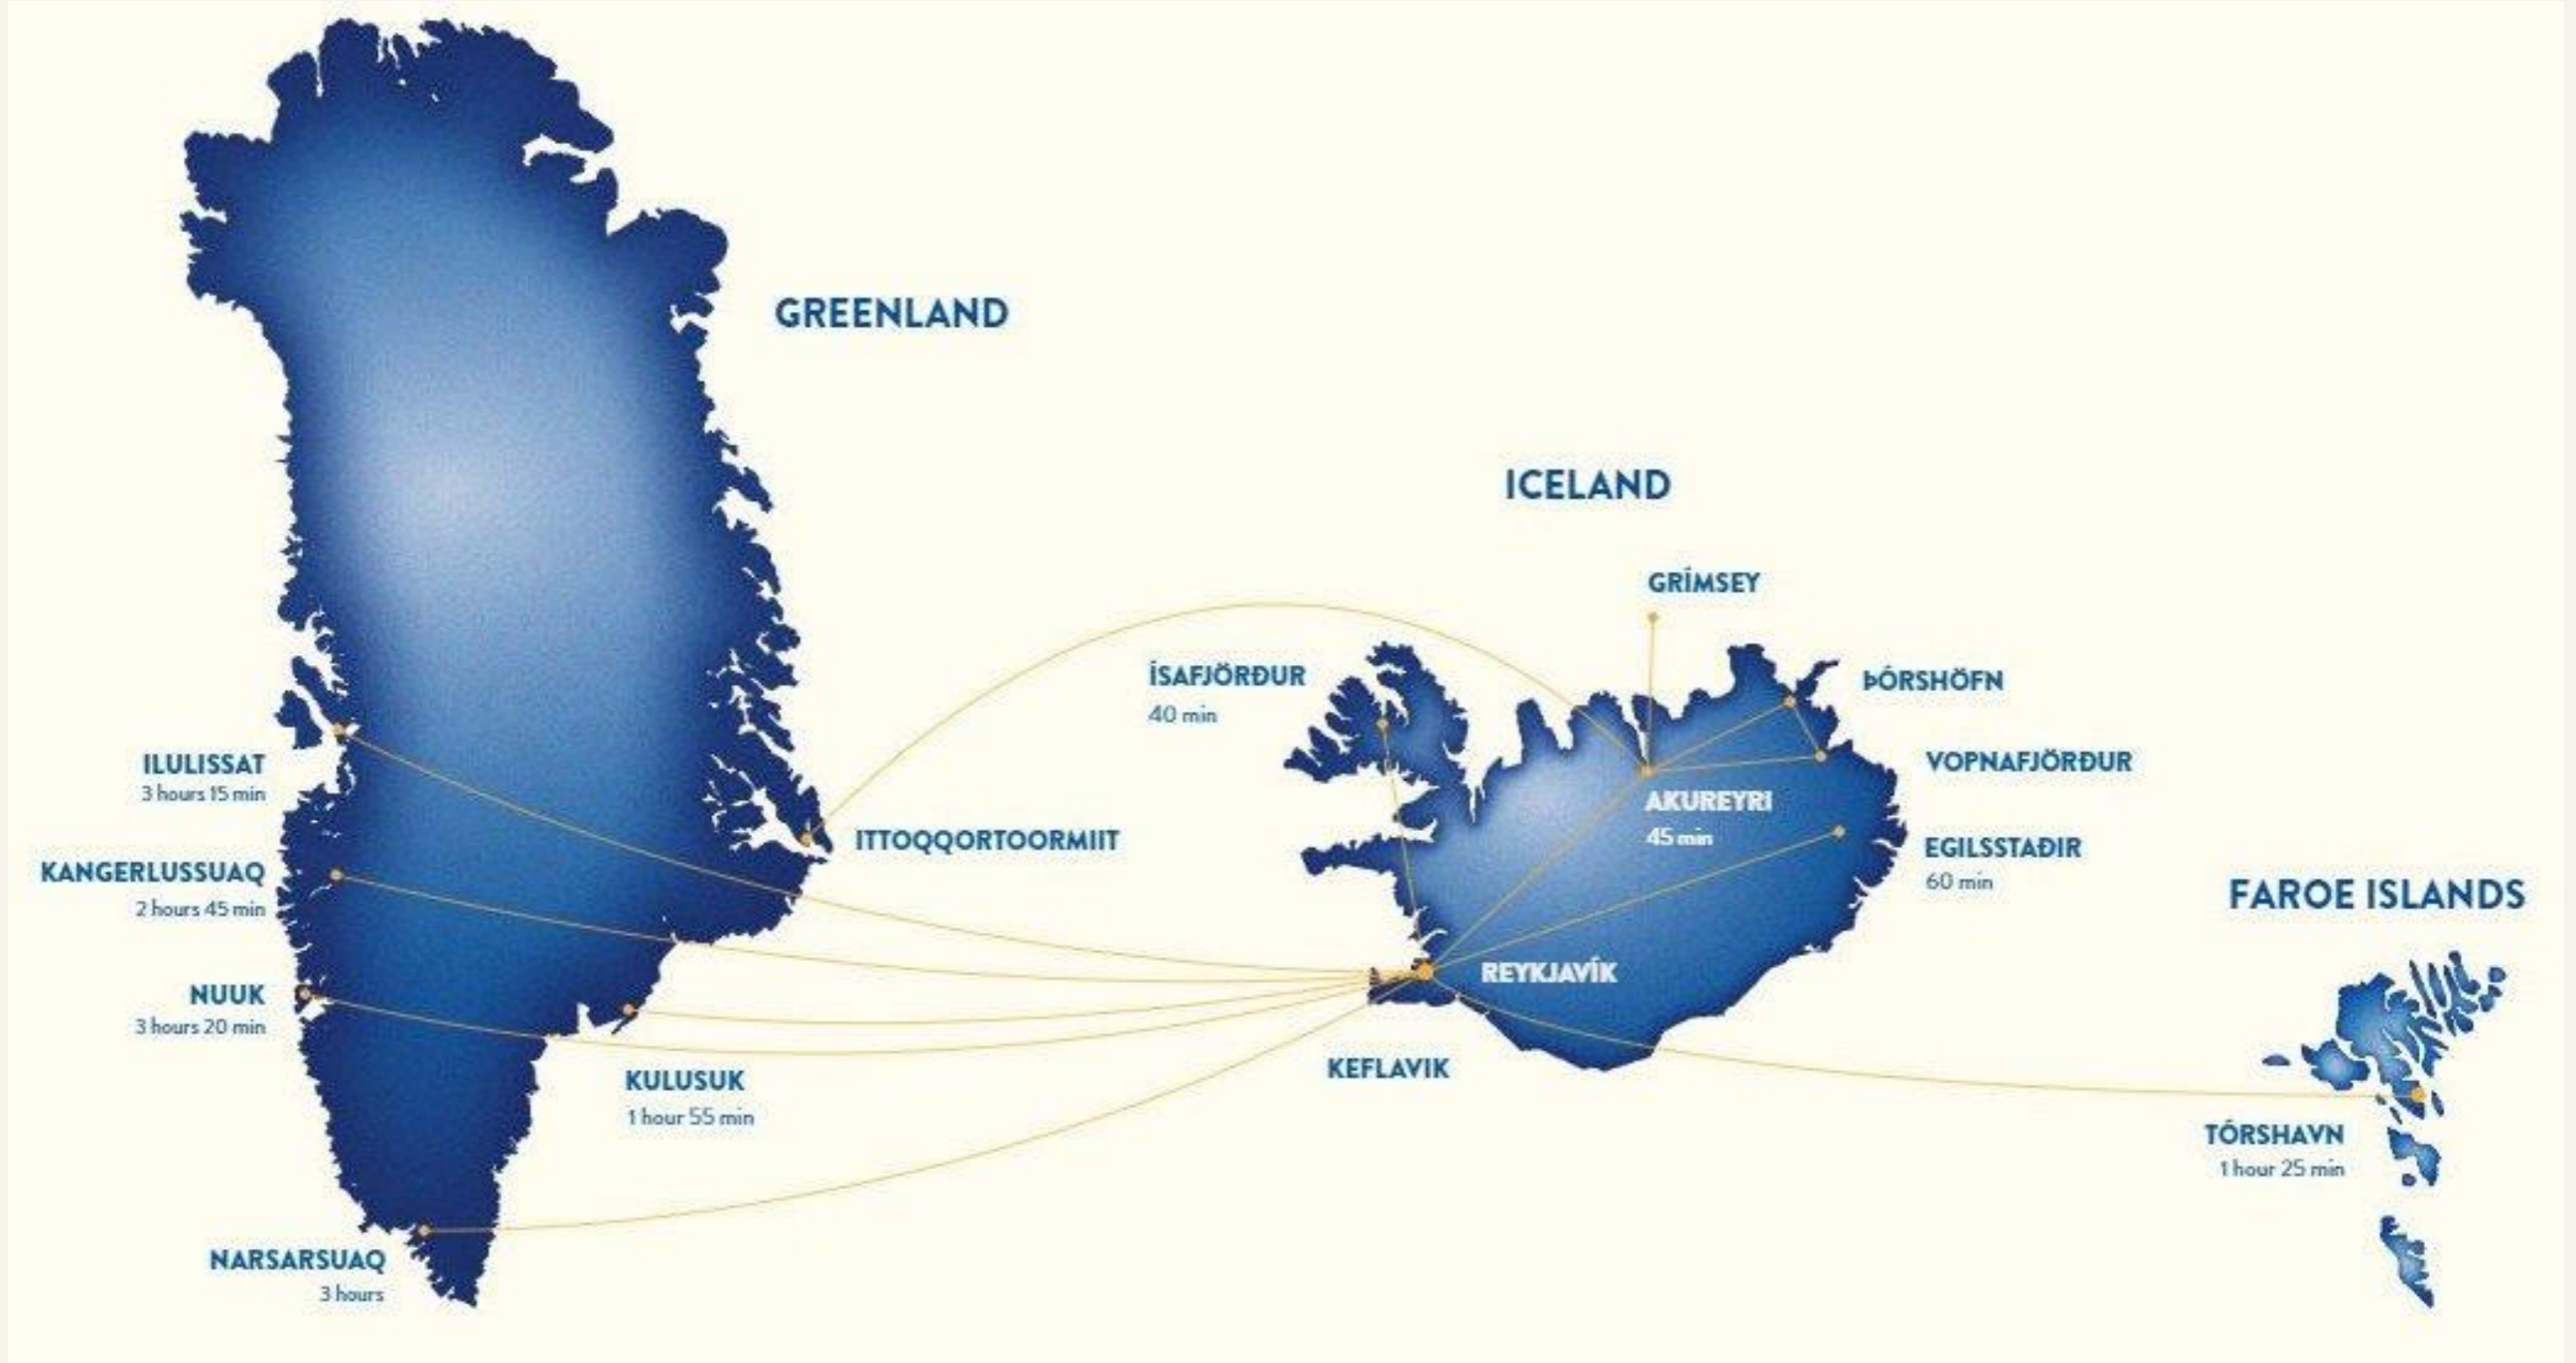 GREENLAND
ICELAND
GRÍMSEY
ÍSAFJÖRÐUR
40 min
ÞÓRSHÖFN
VOPNAFJÖRÐUR
ILULISSAT
3 hours 15 min
AKUREYRI
45 min
ITTOQQORTOORMIIT
EGILSSTAÐIR
60 min
KANGERLUSSUAQ
2 hours 45 min
FAROE ISLANDS
REYKJAVÍK
NUUK
3 hours 20 min
KEFLAVIK
KULUSUK
1 hour 55 min
TÓRSHAVN
1 hour 25 min
NARSARSUAQ
3 hours